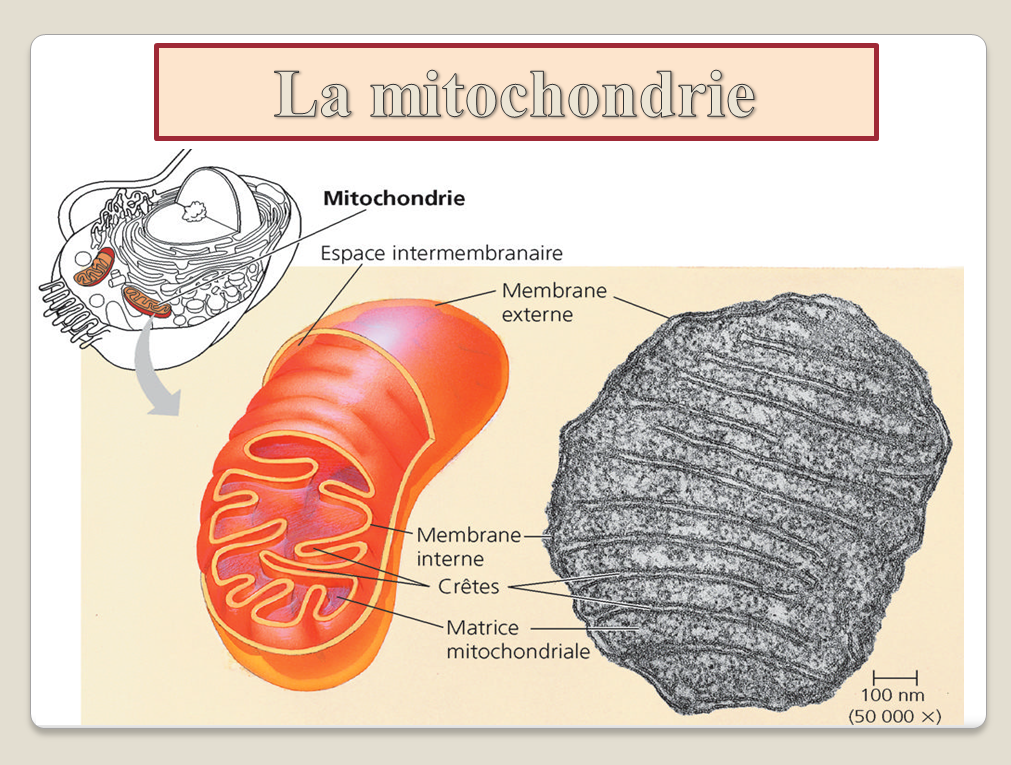 La mitochondrie
Mitochondrie
Espace intermembranaire
Membrane
externe
Membrane
interne
Crêtes
Matrice
mitochondriale
100 nm
(50 000 ×)